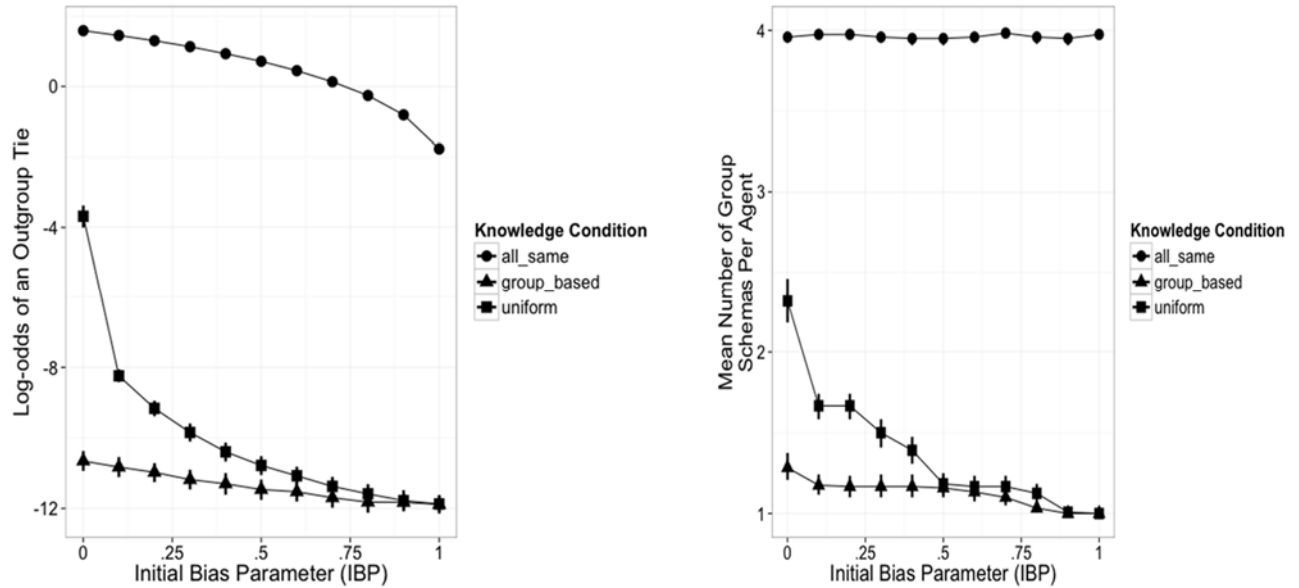 Log-odds of an Outgroup Tie
0
-4
-8
-12
0 .25 .5 .75 1
Initial Bias Parameter (IBP)
Knowledge Condition
all_same
group_based
uniform
Mean Number of Group
Schemas Per Agent
4
3
2
1
0 .25 .5 .75 1
Initial Bias Parameter (IBP)
Knowledge Condition
all_same
group_based
uniform